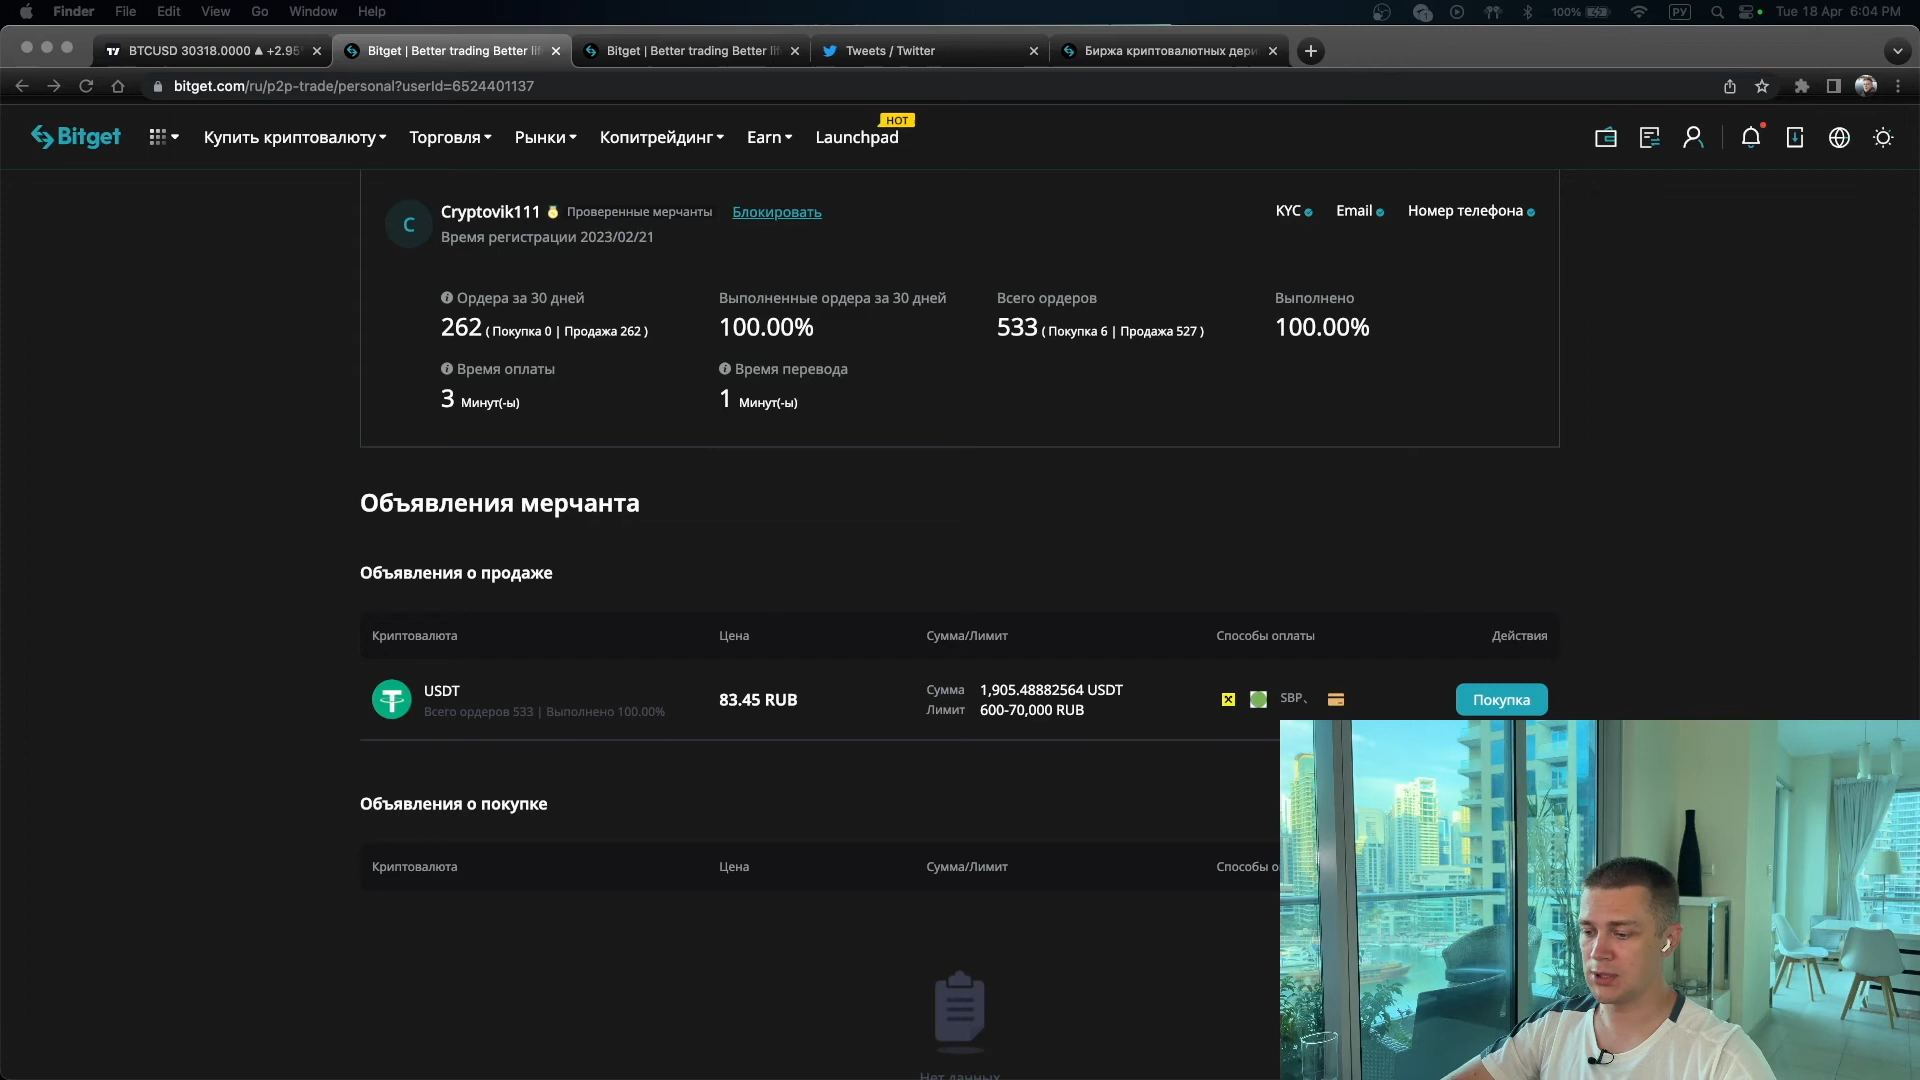 Finder File Edit View Go Window Help 100% РУ Tue 18 Apr 6:04 PM
BTCUSD 30318.0000 ▲ +2.95 Bitget | Better trading Better li Bitget | Better trading Better li Tweets / Twitter Биржа криптовалютных дери
bitget.com/ru/p2p-trade/personal?userId=6524401137
HOT
Bitget Купить криптовалюту Торговля Рынки Копитрейдинг Earn Launchpad
C
Cryptovik111 Проверенные мерчанты Блокировать KYC Email Номер телефона
Время регистрации 2023/02/21
Ордера за 30 дней Выполненные ордера за 30 дней Всего ордеров Выполнено
262 ( Покупка 0 | Продажа 262 ) 100.00% 533 ( Покупка 6 | Продажа 527 ) 100.00%
Время оплаты Время перевода
3 Минут(-ы) 1 Минут(-ы)
Объявления мерчанта
Объявления о продаже
Криптовалюта Цена Сумма/Лимит Способы оплаты Действия
USDT 83.45 RUB Сумма 1,905.48882564 USDT SBP、 Покупка
Всего ордеров 533 | Выполнено 100.00% Лимит 600-70,000 RUB
Объявления о покупке
Криптовалюта Цена Сумма/Лимит Способы о
Нет данных